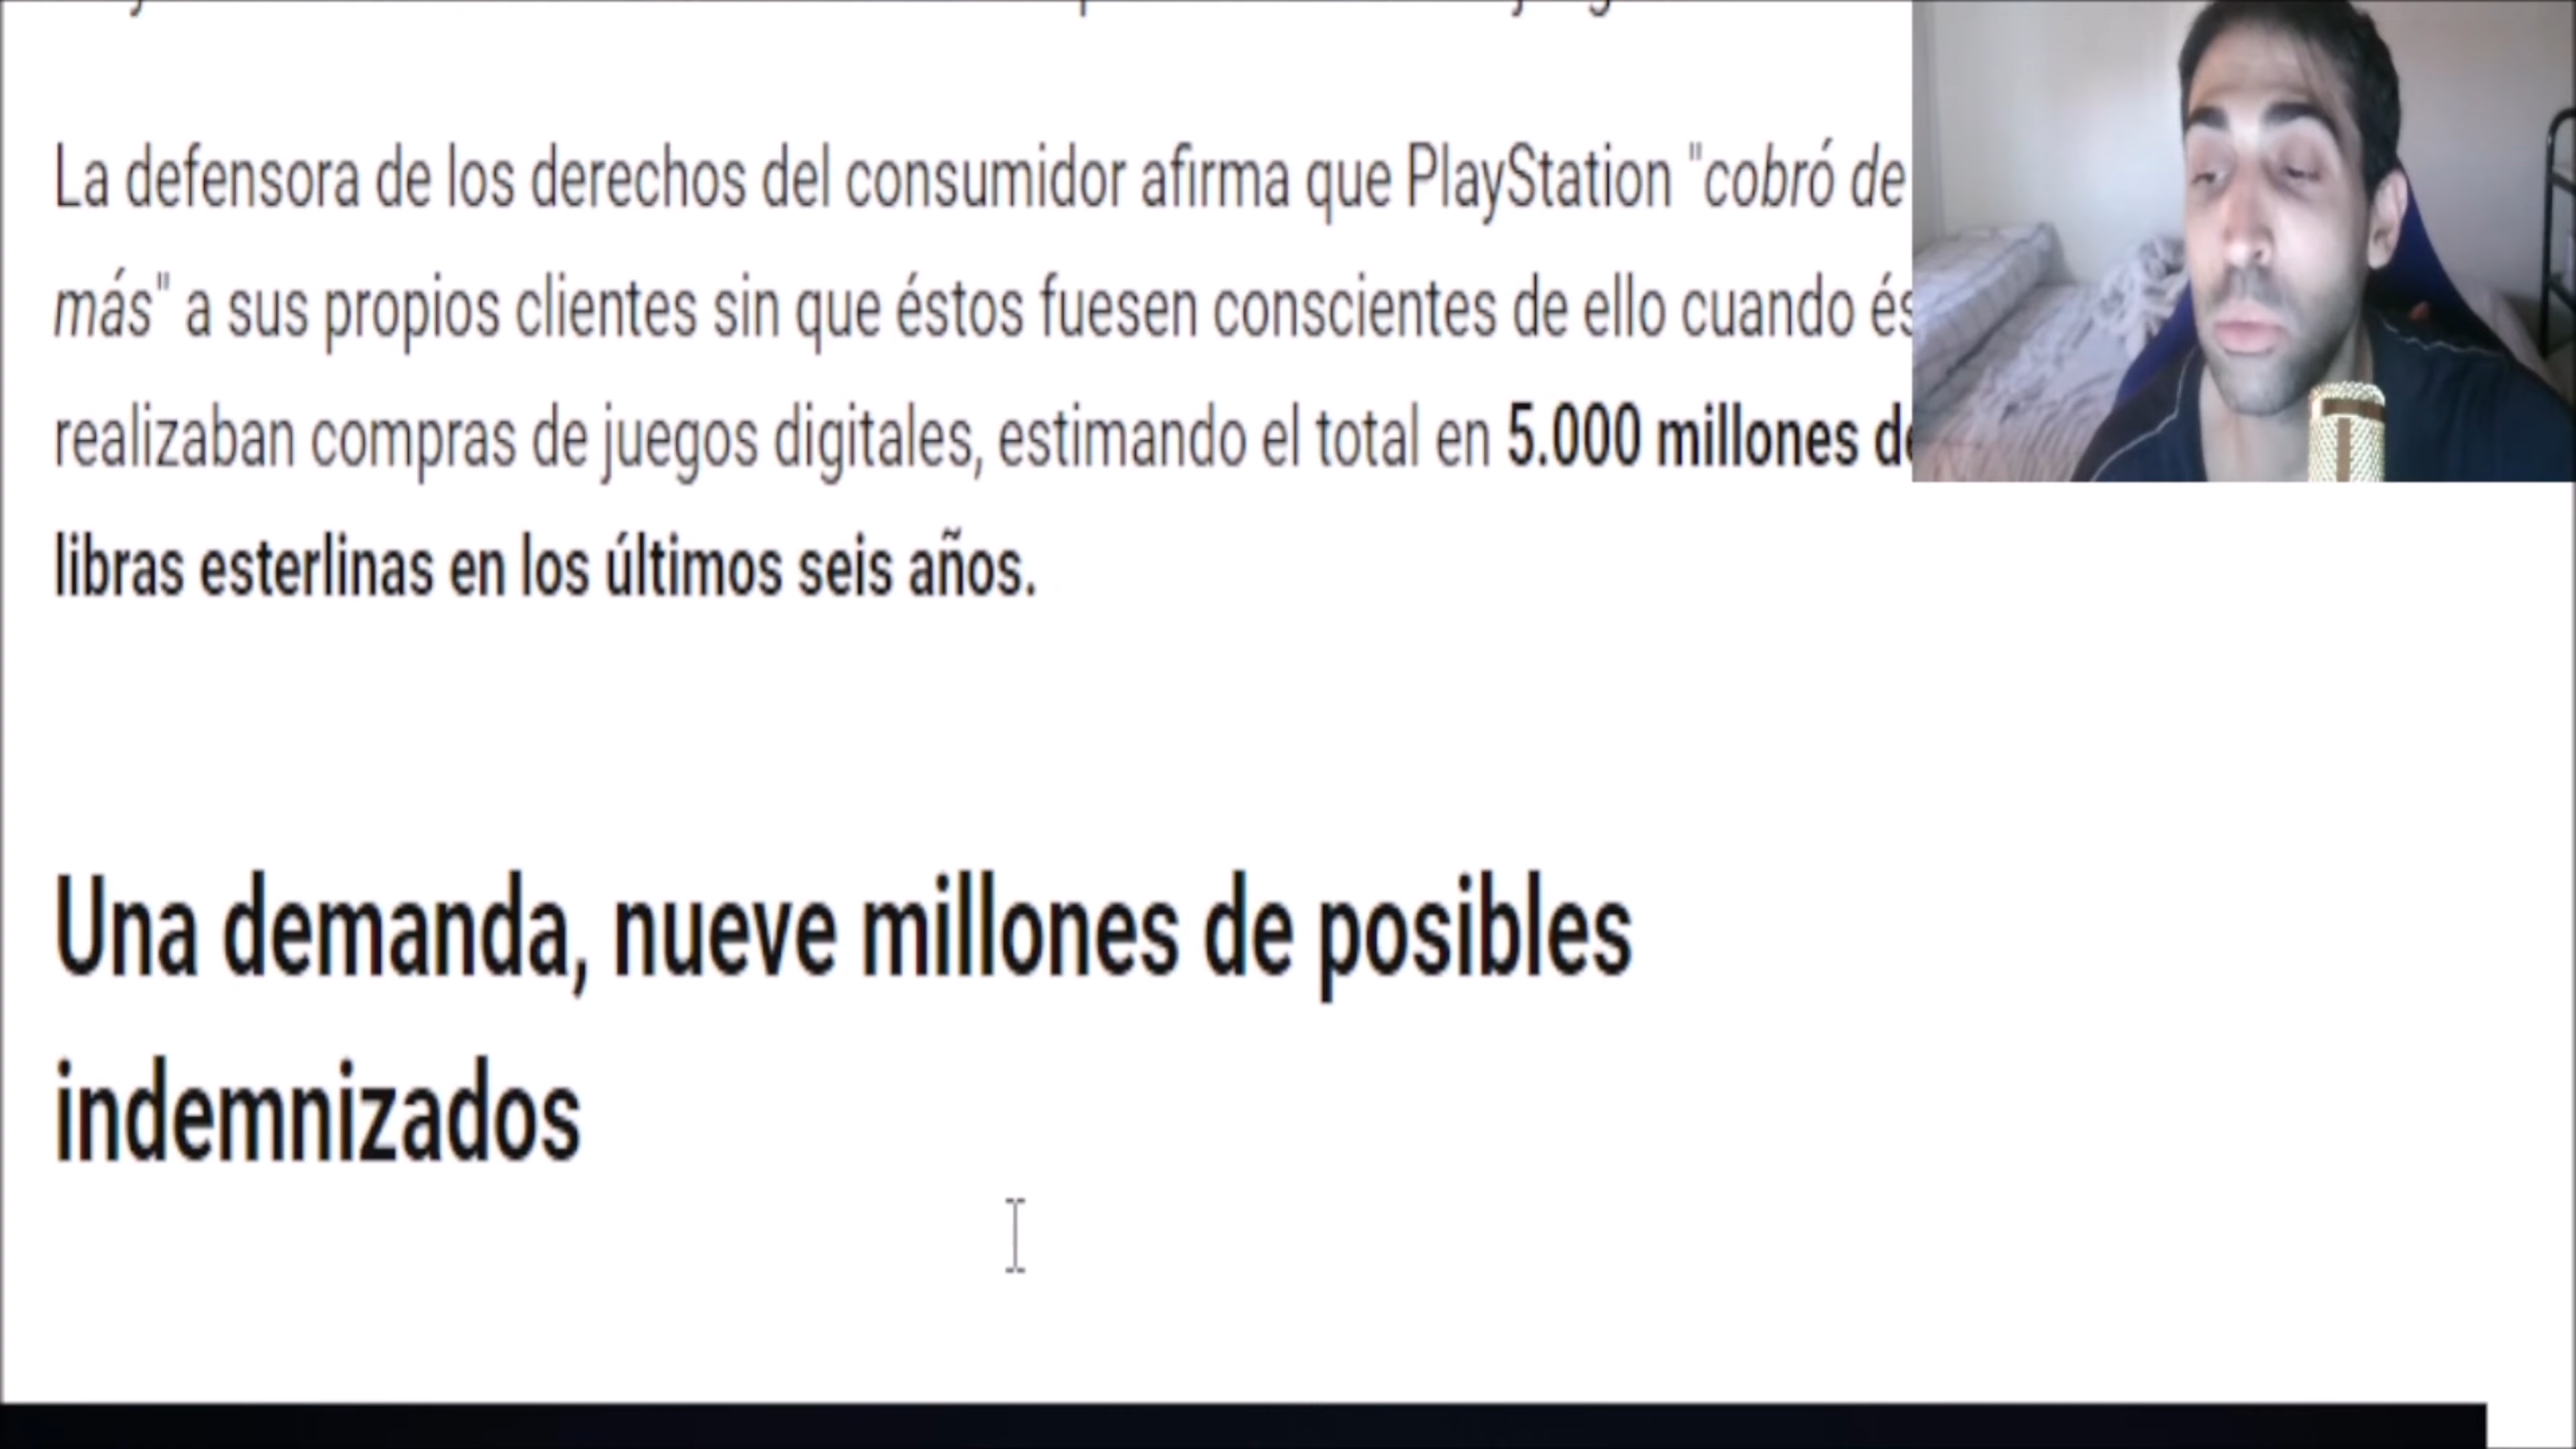 La defensora de los derechos del consumidor afirma que PlayStation "cobró de
más" a sus propios clientes sin que éstos fuesen conscientes de ello cuando
realizaban compras de juegos digitales, estimando el total en 5.000 millones de
libras esterlinas en los últimos seis años.
Una demanda, nueve millones de posibles
indemnizados